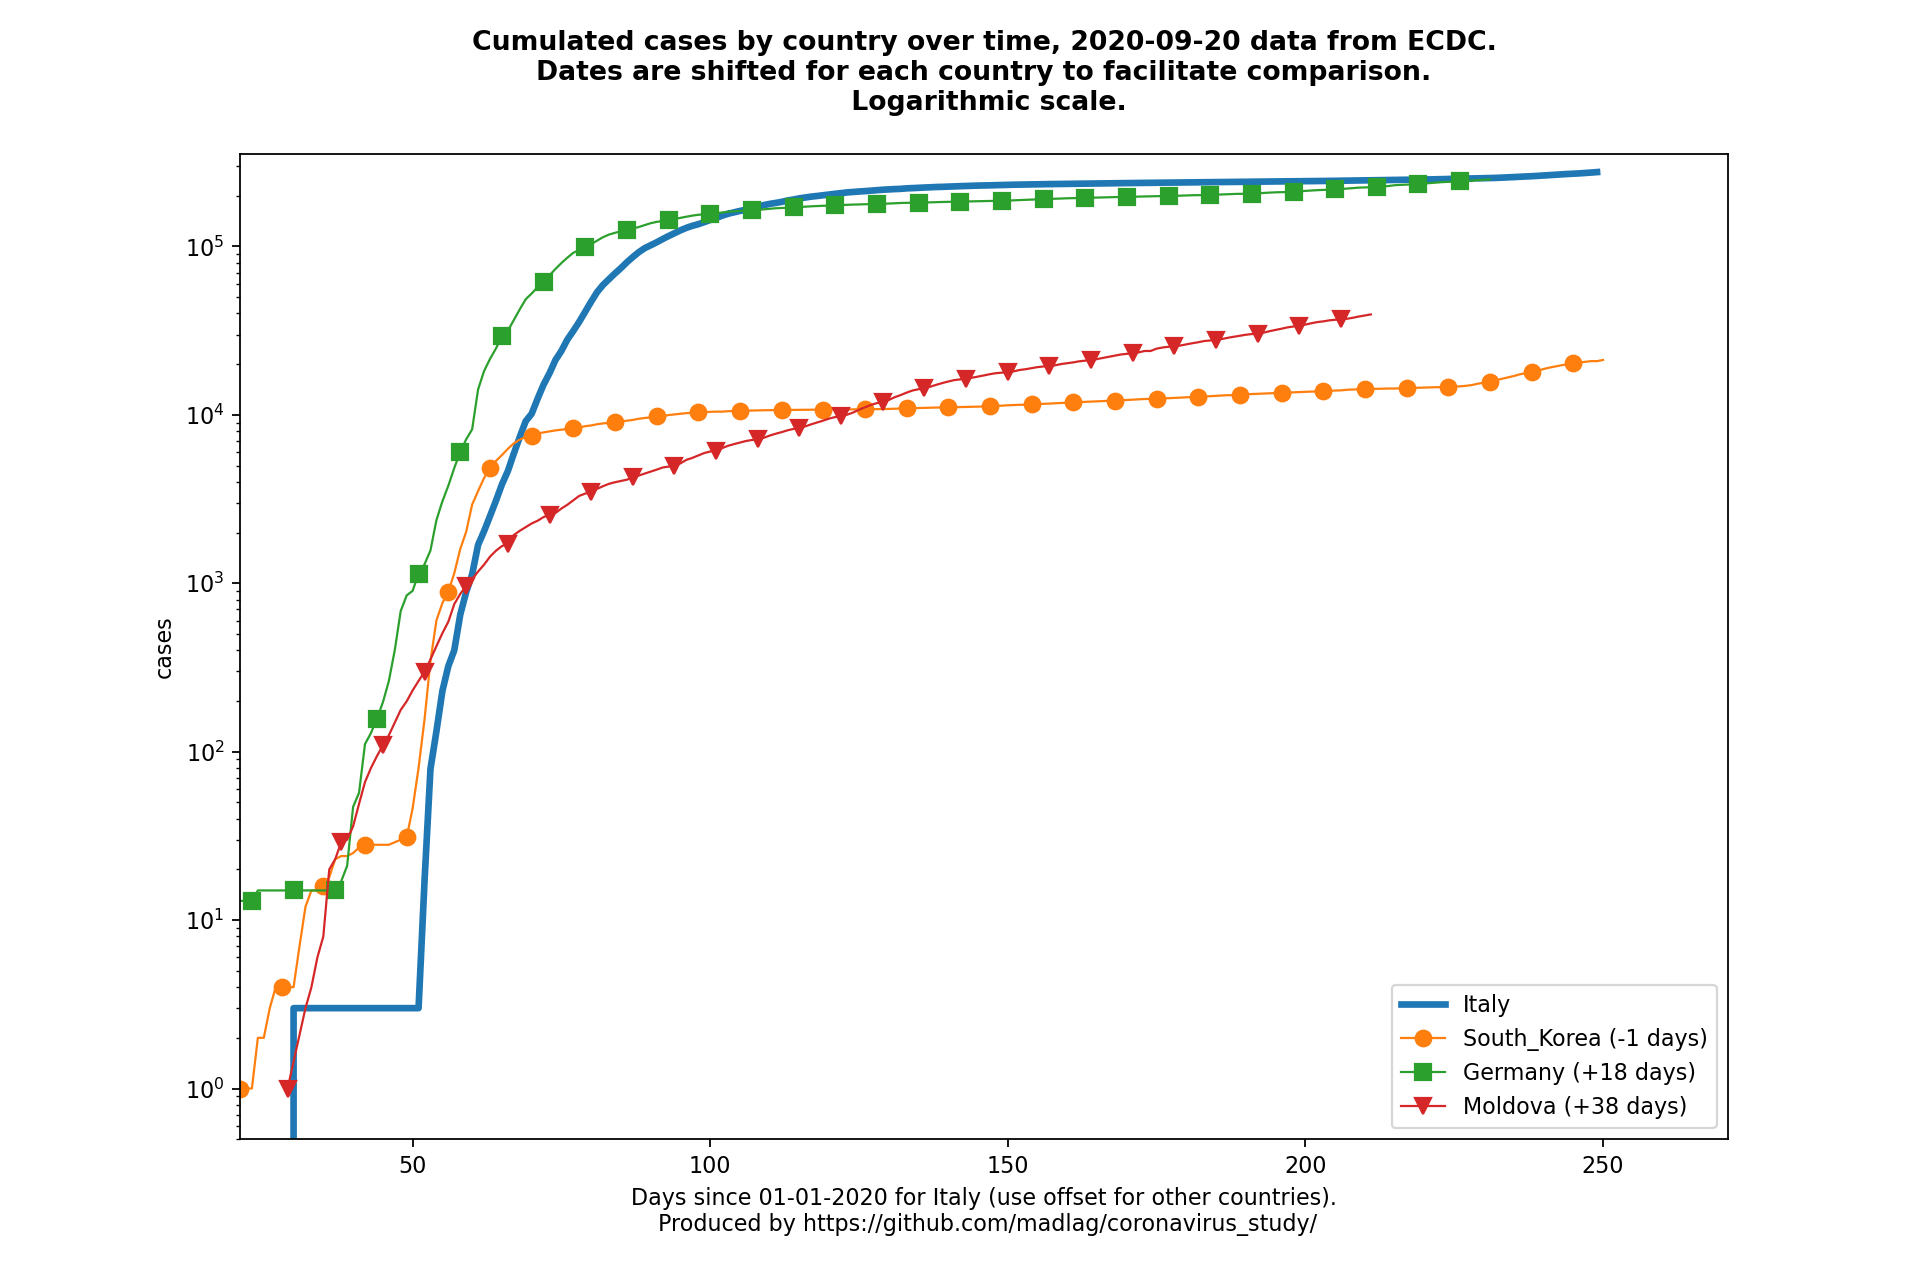 Cumulated cases by country over time, 2020-09-20 data from ECDC.
Dates are shifted for each country to facilitate comparison.
Logarithmic scale.
cases
10^5
10^4
10^3
10^2
10^1
10^0
50 100 150 200 250
Italy
South_Korea (-1 days)
Germany (+18 days)
Moldova (+38 days)
Days since 01-01-2020 for Italy (use offset for other countries).
Produced by https://github.com/madlag/coronavirus_study/